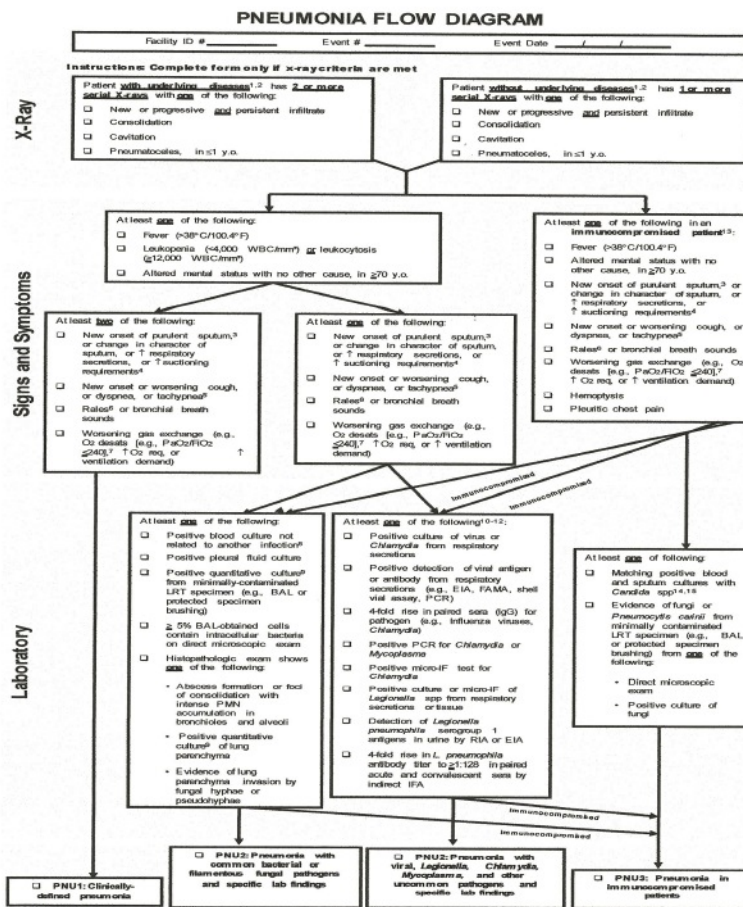 PNEUMONIA FLOW DIAGRAM
Facility ID # Event # Event Date / /
Instructions: Complete form only if x-ray criteria are met
X-Ray
Patient with underlying diseases1,2 has 2 or more
serial X-rays with one of the following:
❑ New or progressive and persistent infiltrate
❑ Consolidation
❑ Cavitation
❑ Pneumatoceles, in ≤1 y.o.
Patient without underlying diseases1,2 has 1 or more
serial X-rays with one of the following:
❑ New or progressive and persistent infiltrate
❑ Consolidation
❑ Cavitation
❑ Pneumatoceles, in ≤1 y.o.
Signs and Symptoms
At least one of the following:
❑ Fever (>38°C/100.4°F)
❑ Leukopenia (<4,000 WBC/mm³) or leukocytosis
(≥12,000 WBC/mm³)
❑ Altered mental status with no other cause, in ≥70 y.o.
At least one of the following in an
immunocompromised patient13:
❑ Fever (>38°C/100.4°F)
❑ Altered mental status with no
other cause, in ≥70 y.o.
❑ New onset of purulent sputum,3 or
change in character of sputum, or
↑ respiratory secretions, or
↑ suctioning requirements4
❑ New onset or worsening cough, or
dyspnea, or tachypnea5
❑ Rales6 or bronchial breath sounds
❑ Worsening gas exchange (e.g., O2
desats [e.g., PaO2/FiO2 ≤240],7
↑ O2 req, or ↑ ventilation demand)
❑ Hemoptysis
❑ Pleuritic chest pain
At least two of the following:
❑ New onset of purulent sputum,3
or change in character of
sputum, or ↑ respiratory
secretions, or ↑ suctioning
requirements4
❑ New onset or worsening cough,
or dyspnea, or tachypnea5
❑ Rales6 or bronchial breath
sounds
❑ Worsening gas exchange (e.g.,
O2 desats [e.g., PaO2/FiO2
≤240],7 ↑ O2 req, or ↑
ventilation demand)
At least one of the following:
❑ New onset of purulent sputum,3
or change in character of sputum,
or ↑ respiratory secretions, or
↑ suctioning requirements4
❑ New onset or worsening cough,
or dyspnea, or tachypnea5
❑ Rales6 or bronchial breath
sounds
❑ Worsening gas exchange (e.g.,
O2 desats [e.g., PaO2/FiO2
≤240],7 ↑ O2 req, or ↑ ventilation
demand)
Immunocompromised
Immunocompromised
Laboratory
At least one of the following:
❑ Positive blood culture not
related to another infection8
❑ Positive pleural fluid culture
❑ Positive quantitative culture9
from minimally-contaminated
LRT specimen (e.g., BAL or
protected specimen
brushing)
❑ ≥ 5% BAL-obtained cells
contain intracellular bacteria
on direct microscopic exam
❑ Histopathologic exam shows
one of the following:
• Abscess formation or foci
of consolidation with
intense PMN
accumulation in
bronchioles and alveoli
• Positive quantitative
culture9 of lung
parenchyma
• Evidence of lung
parenchyma invasion by
fungal hyphae or
pseudohyphae
At least one of the following10-12:
❑ Positive culture of virus or
Chlamydia from respiratory
secretions
❑ Positive detection of viral antigen
or antibody from respiratory
secretions (e.g., EIA, FAMA, shell
vial assay, PCR)
❑ 4-fold rise in paired sera (IgG) for
pathogen (e.g., Influenza viruses,
Chlamydia)
❑ Positive PCR for Chlamydia or
Mycoplasma
❑ Positive micro-IF test for
Chlamydia
❑ Positive culture or micro-IF of
Legionella spp from respiratory
secretions or tissue
❑ Detection of Legionella
pneumophila serogroup 1
antigens in urine by RIA or EIA
❑ 4-fold rise in L. pneumophila
antibody titer to ≥1:128 in paired
acute and convalescent sera by
indirect IFA
At least one of following:
❑ Matching positive blood
and sputum cultures with
Candida spp14,15
❑ Evidence of fungi or
Pneumocytis carinii from
minimally contaminated
LRT specimen (e.g., BAL
or protected specimen
brushing) from one of the
following:
• Direct microscopic
exam
• Positive culture of
fungi
Immunocompromised
Immunocompromised
❑ PNU1: Clinically-
defined pneumonia
❑ PNU2: Pneumonia with
common bacterial or
filamentous fungal pathogens
and specific lab findings
❑ PNU2: Pneumonia with
viral, Legionella, Chlamydia,
Mycoplasma, and other
uncommon pathogens and
specific lab findings
❑ PNU3: Pneumonia in
immunocompromised
patients